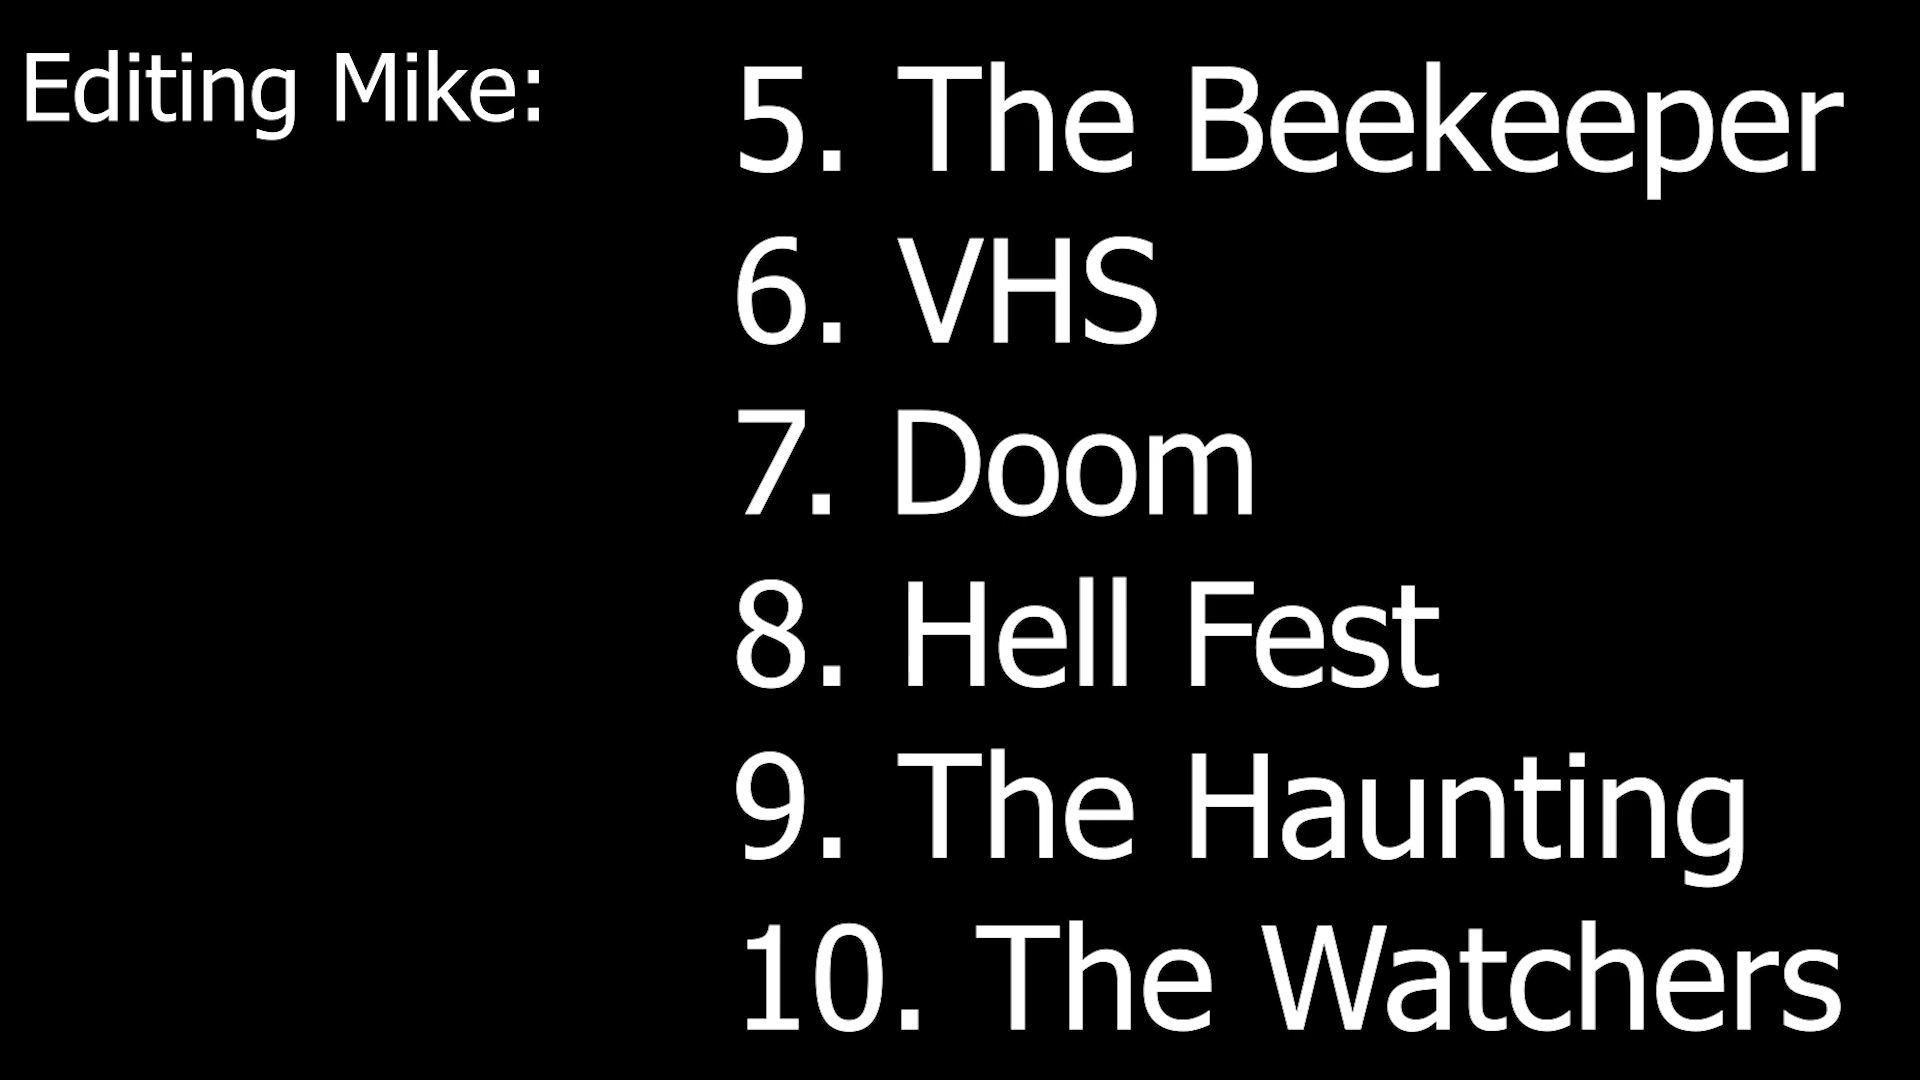 Editing Mike:
5. The Beekeeper
6. VHS
7. Doom
8. Hell Fest
9. The Haunting
10. The Watchers